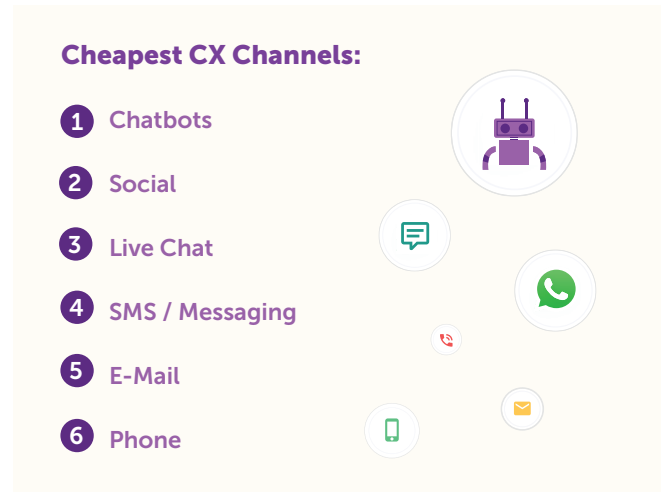 Cheapest CX Channels:
1 Chatbots
2 Social
3 Live Chat
4 SMS / Messaging
5 E-Mail
6 Phone